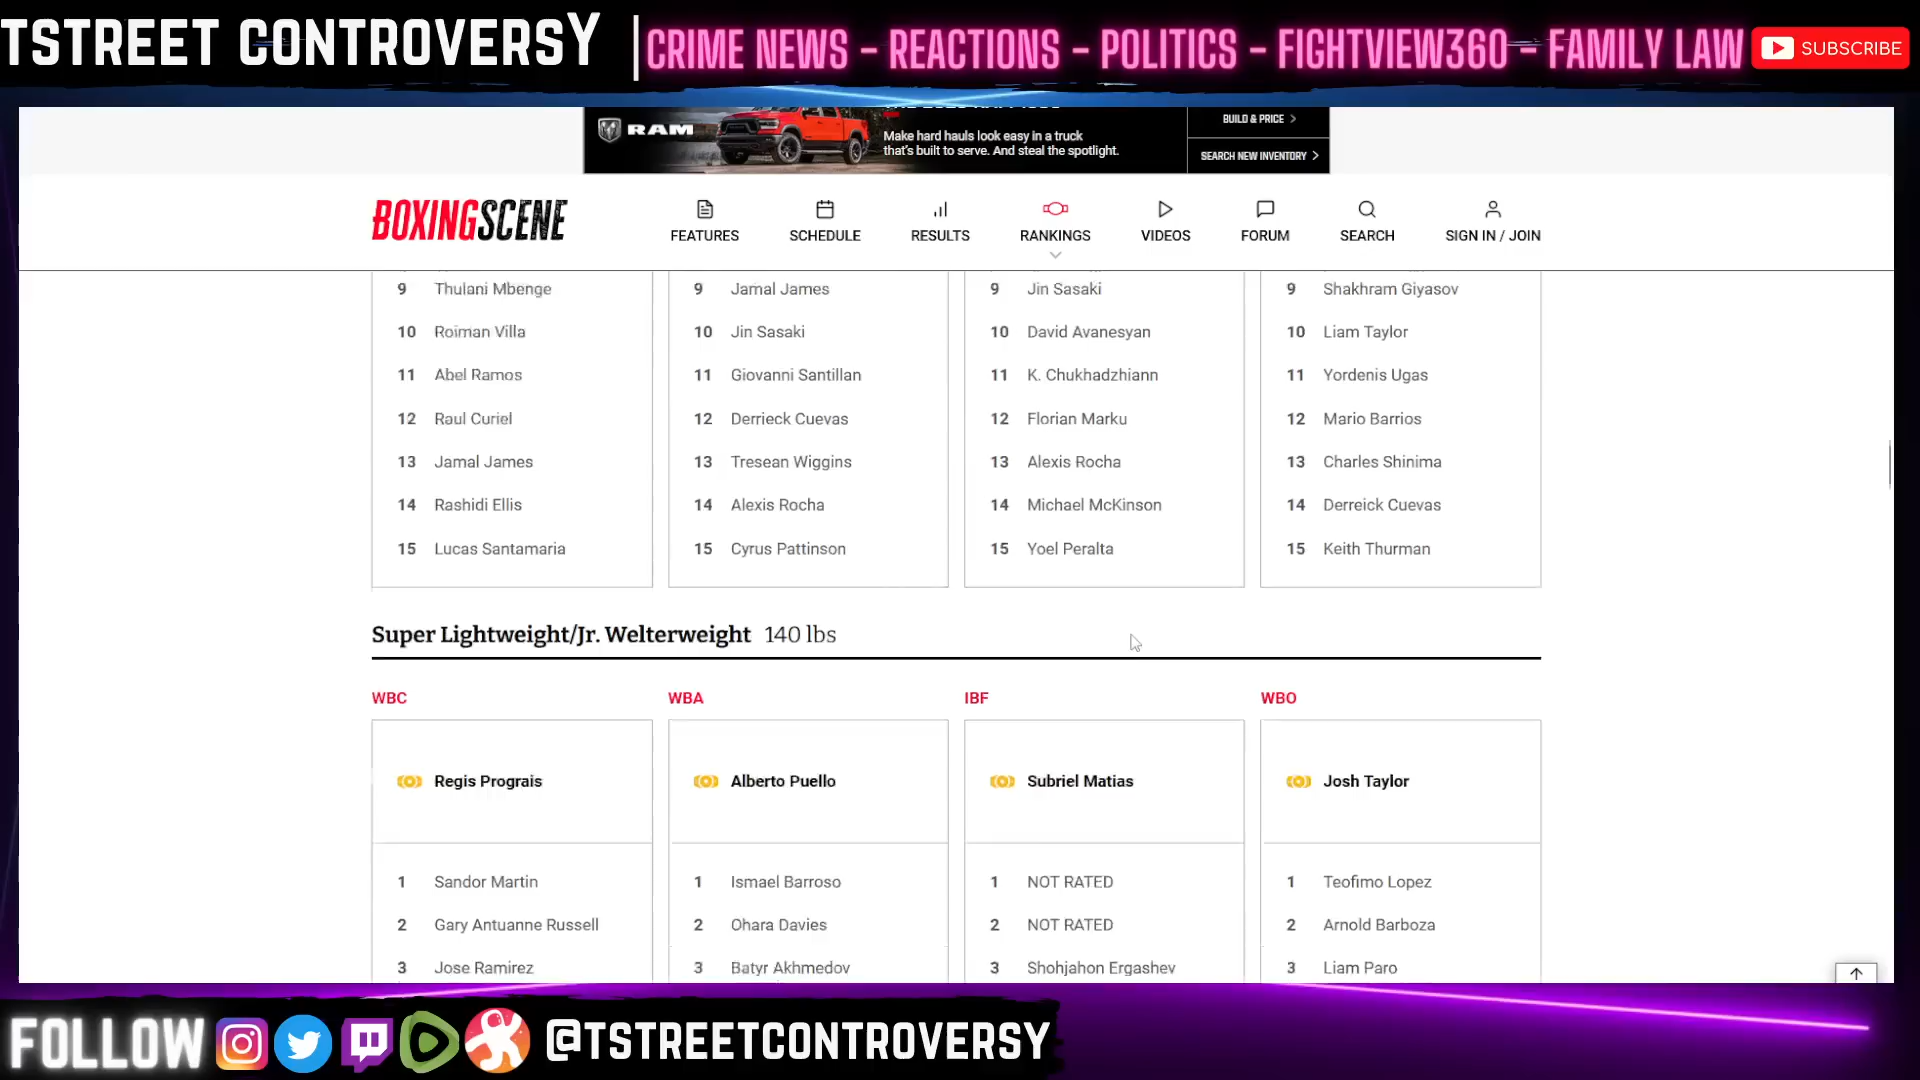 TSTREET CONTROVERSY
CRIME NEWS - REACTIONS - POLITICS - FIGHTVIEW360 - FAMILY LAW
SUBSCRIBE
RAM
Make hard hauls look easy in a truck
that's built to serve. And steal the spotlight.
BUILD & PRICE
SEARCH NEW INVENTORY
BOXINGSCENE
FEATURES
SCHEDULE
RESULTS
RANKINGS
VIDEOS
FORUM
SEARCH
SIGN IN / JOIN
9 Thulani Mbenge
10 Roiman Villa
11 Abel Ramos
12 Raul Curiel
13 Jamal James
14 Rashidi Ellis
15 Lucas Santamaria
9 Jamal James
10 Jin Sasaki
11 Giovanni Santillan
12 Derrieck Cuevas
13 Tresean Wiggins
14 Alexis Rocha
15 Cyrus Pattinson
9 Jin Sasaki
10 David Avanesyan
11 K. Chukhadzhiann
12 Florian Marku
13 Alexis Rocha
14 Michael McKinson
15 Yoel Peralta
9 Shakhram Giyasov
10 Liam Taylor
11 Yordenis Ugas
12 Mario Barrios
13 Charles Shinima
14 Derreick Cuevas
15 Keith Thurman
Super Lightweight/Jr. Welterweight 140 lbs
WBC
Regis Prograis
1 Sandor Martin
2 Gary Antuanne Russell
3 Jose Ramirez
WBA
Alberto Puello
1 Ismael Barroso
2 Ohara Davies
3 Batyr Akhmedov
IBF
Subriel Matias
1 NOT RATED
2 NOT RATED
3 Shohjahon Ergashev
WBO
Josh Taylor
1 Teofimo Lopez
2 Arnold Barboza
3 Liam Paro
FOLLOW
@TSTREETCONTROVERSY